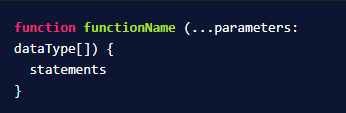 function functionName (...parameters:
dataType[]) {
  statements
}